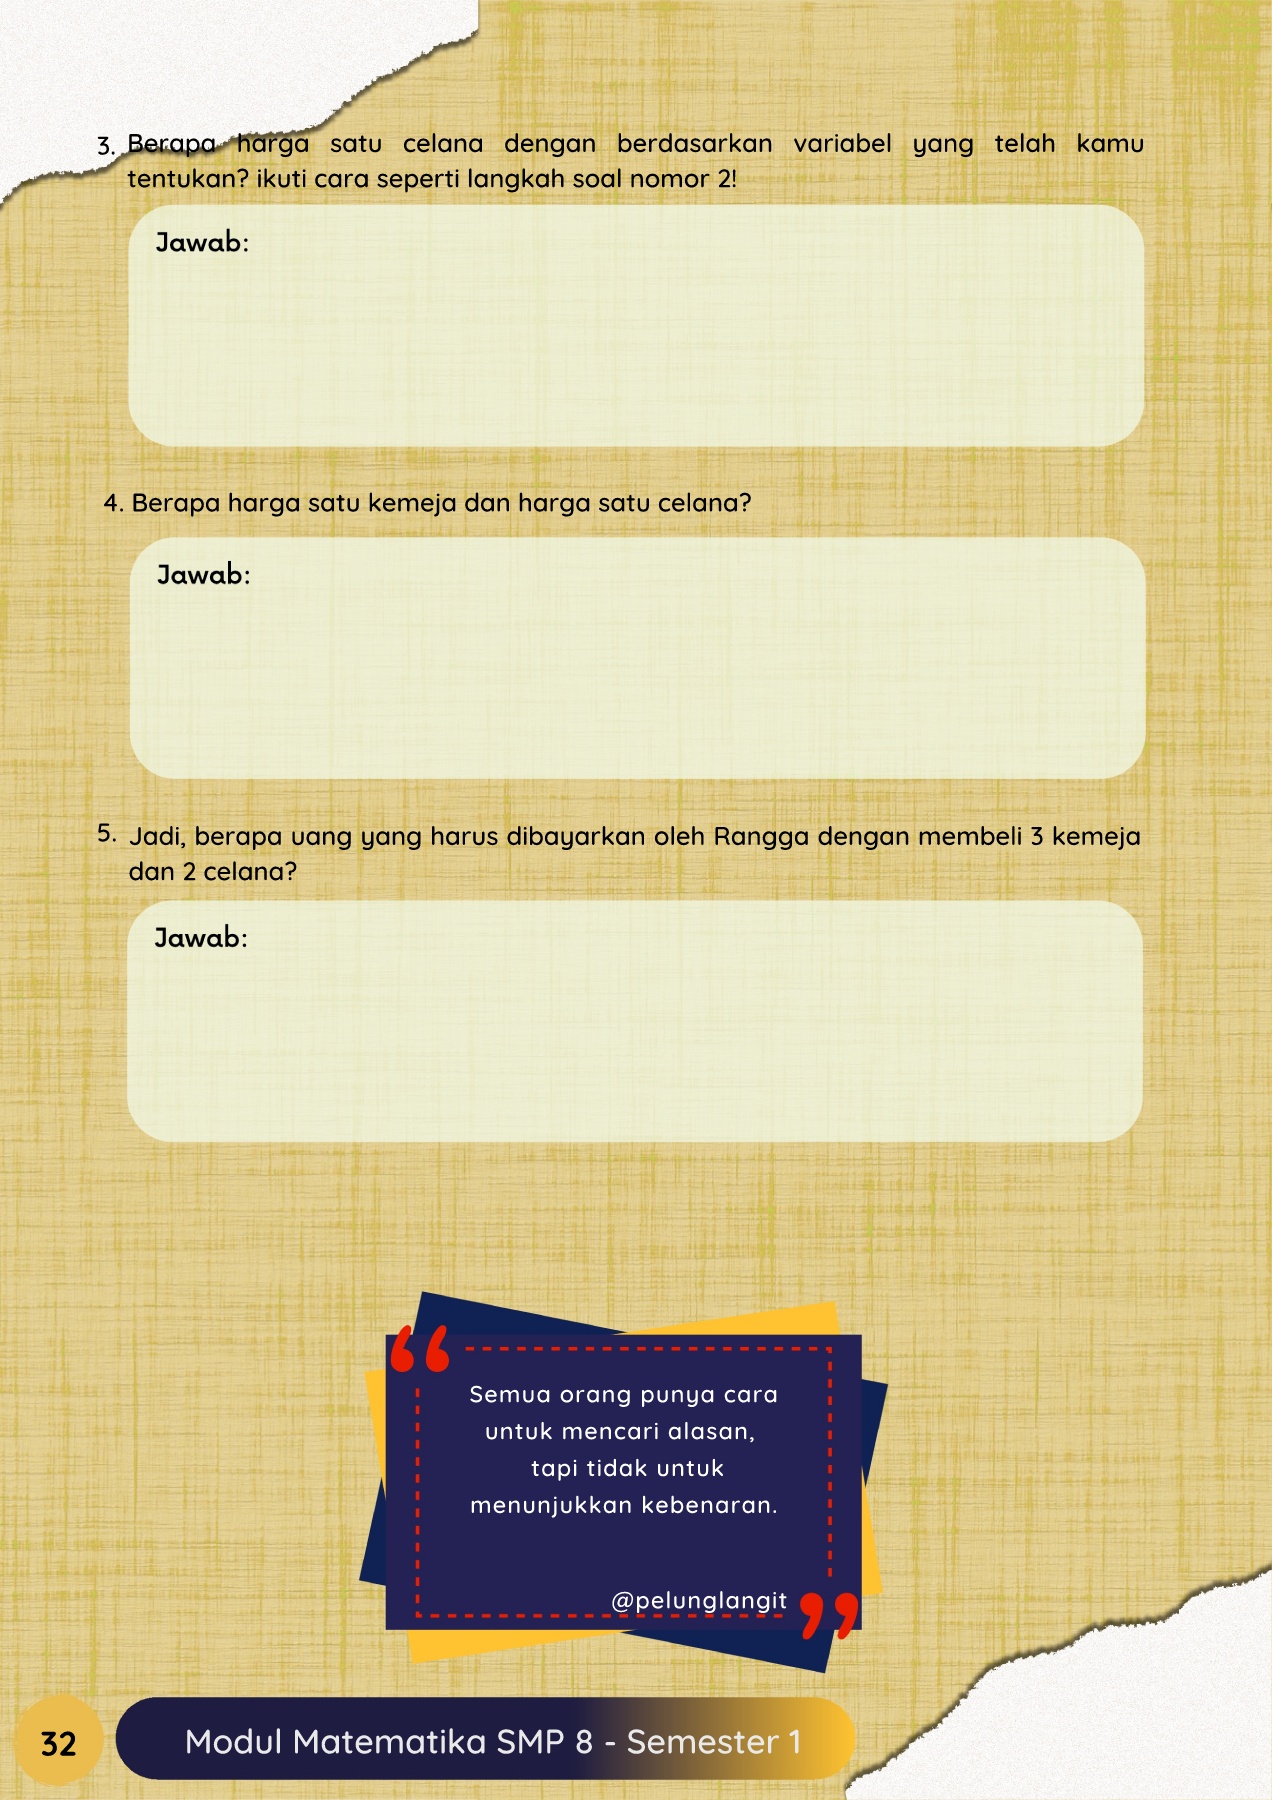 3. Berapa harga satu celana dengan berdasarkan variabel yang telah kamu
tentukan? ikuti cara seperti langkah soal nomor 2!
Jawab:
4. Berapa harga satu kemeja dan harga satu celana?
Jawab:
5. Jadi, berapa uang yang harus dibayarkan oleh Rangga dengan membeli 3 kemeja
dan 2 celana?
Jawab:
“
Semua orang punya cara
untuk mencari alasan,
tapi tidak untuk
menunjukkan kebenaran.
@pelunglangit
”
32
Modul Matematika SMP 8 - Semester 1